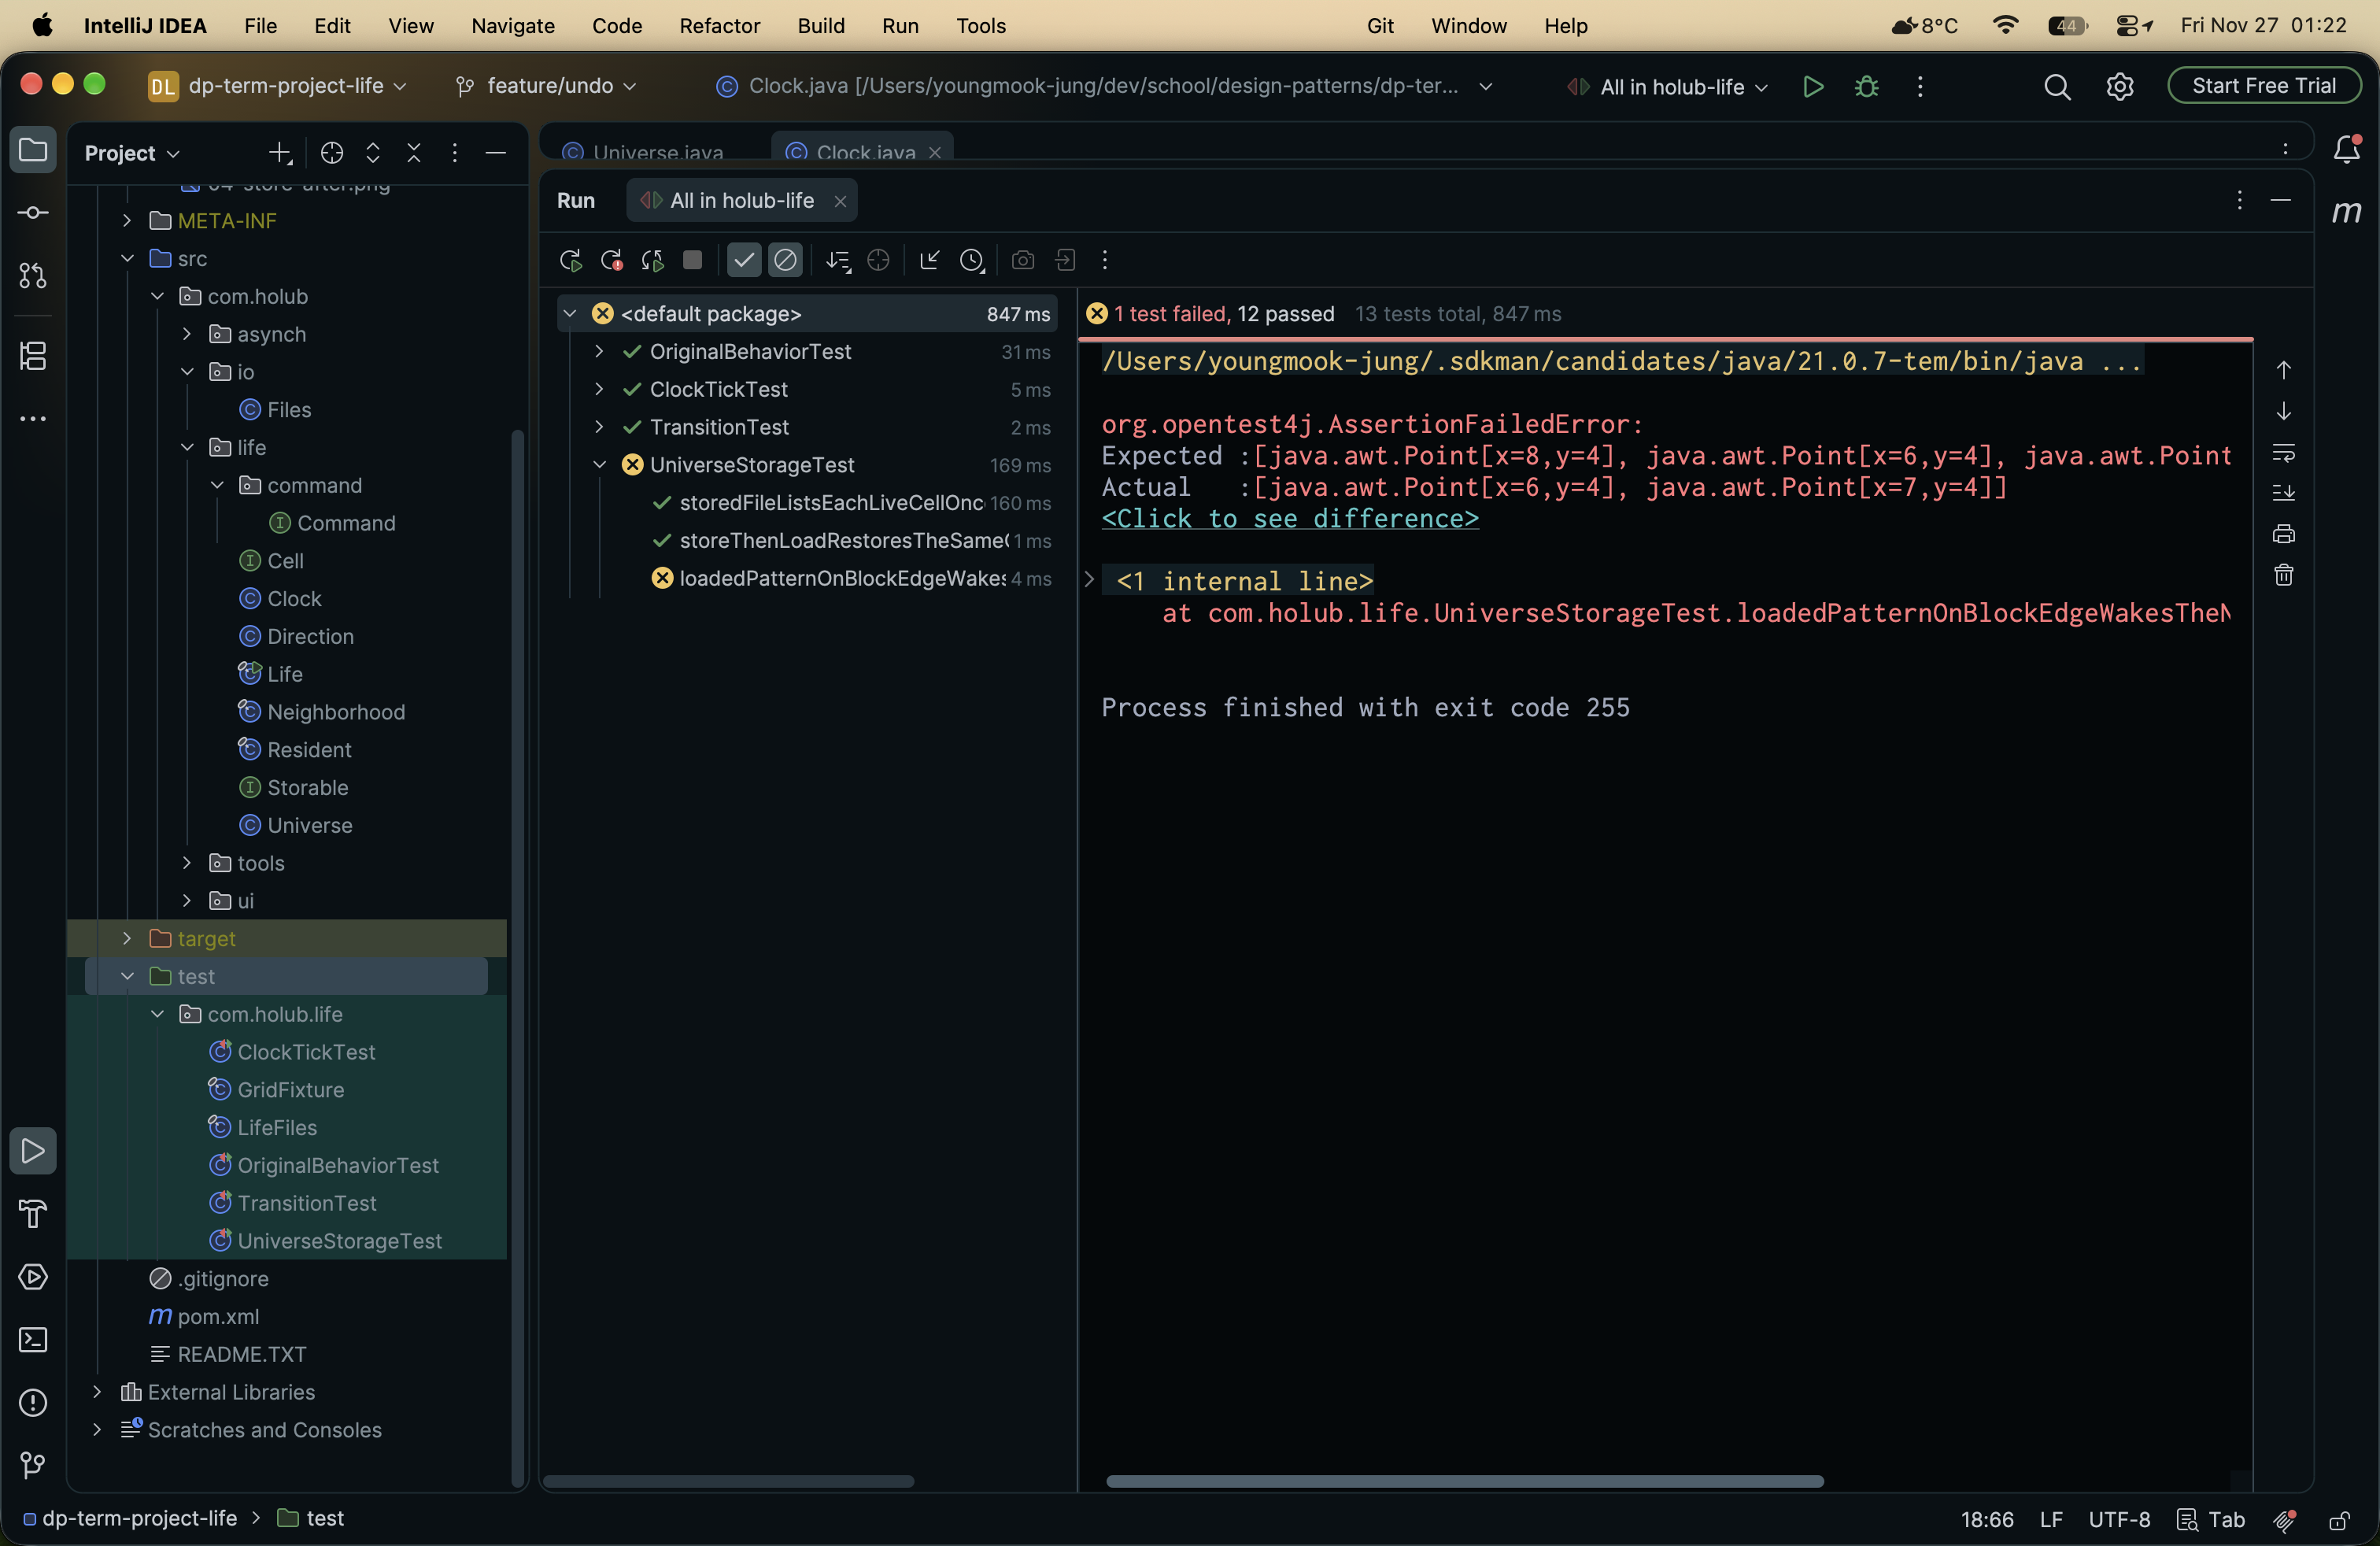 IntelliJ IDEA File Edit View Navigate Code Refactor Build Run Tools Git Window Help 8°C 44 Fri Nov 27 01:22
DL dp-term-project-life feature/undo Clock.java [/Users/youngmook-jung/dev/school/design-patterns/dp-ter... All in holub-life Start Free Trial
Project
Universe.java Clock.java
04-store-after.png
META-INF
src
com.holub
asynch
io
Files
life
command
Command
Cell
Clock
Direction
Life
Neighborhood
Resident
Storable
Universe
tools
ui
target
test
com.holub.life
ClockTickTest
GridFixture
LifeFiles
OriginalBehaviorTest
TransitionTest
UniverseStorageTest
.gitignore
pom.xml
README.TXT
External Libraries
Scratches and Consoles
Run All in holub-life
<default package> 847 ms
OriginalBehaviorTest 31 ms
ClockTickTest 5 ms
TransitionTest 2 ms
UniverseStorageTest 169 ms
storedFileListsEachLiveCellOnc 160 ms
storeThenLoadRestoresTheSame 1 ms
loadedPatternOnBlockEdgeWakes 4 ms
1 test failed, 12 passed 13 tests total, 847 ms
/Users/youngmook-jung/.sdkman/candidates/java/21.0.7-tem/bin/java ...
org.opentest4j.AssertionFailedError:
Expected :[java.awt.Point[x=8,y=4], java.awt.Point[x=6,y=4], java.awt.Point
Actual :[java.awt.Point[x=6,y=4], java.awt.Point[x=7,y=4]]
<Click to see difference>
<1 internal line>
at com.holub.life.UniverseStorageTest.loadedPatternOnBlockEdgeWakesTheN
Process finished with exit code 255
m
dp-term-project-life > test 18:66 LF UTF-8 Tab